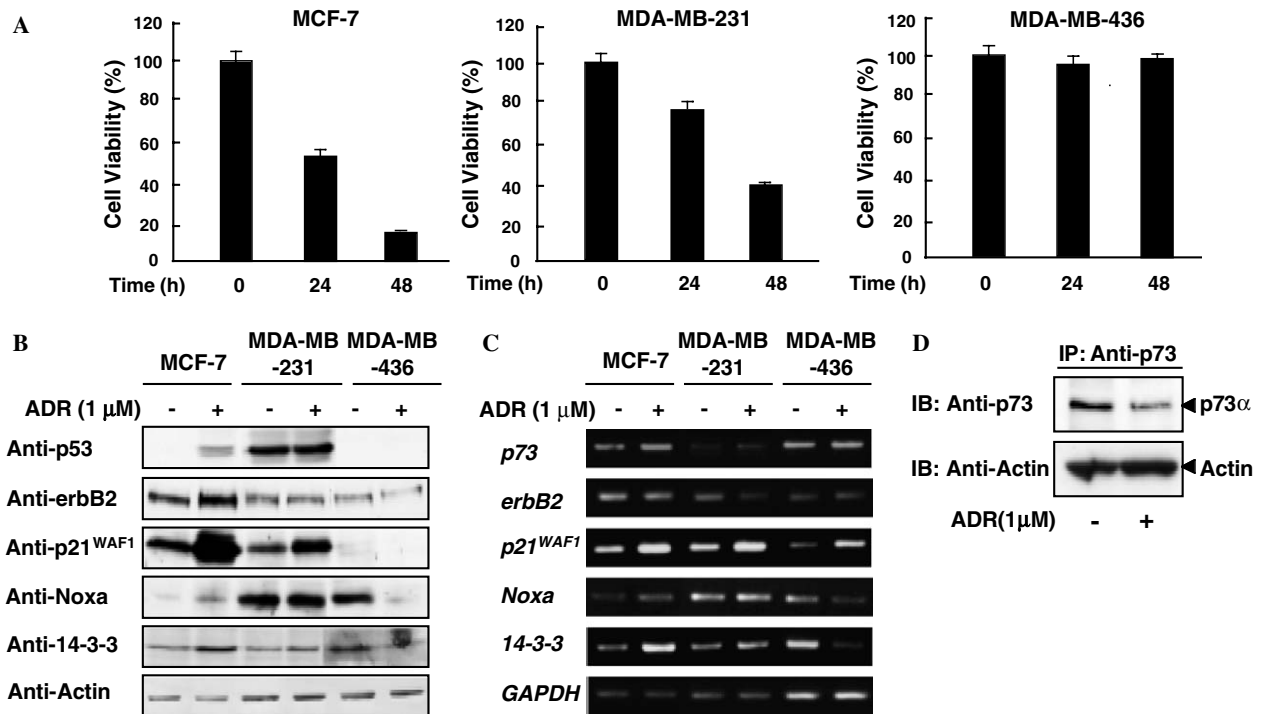 A
MCF-7
120
100
80
60
40
20
0
Cell Viability (%)
Time (h) 0 24 48
MDA-MB-231
120
100
80
60
40
20
0
Cell Viability (%)
0 24 48
MDA-MB-436
120
100
80
60
40
20
0
Cell Viability (%)
Time (h) 0 24 48
B
MCF-7 MDA-MB-231 MDA-MB-436
ADR (1 μM) - + - + - +
Anti-p53
Anti-erbB2
Anti-p21WAF1
Anti-Noxa
Anti-14-3-3
Anti-Actin
C
MCF-7 MDA-MB-231 MDA-MB-436
ADR (1 μM) - + - + - +
p73
erbB2
p21WAF1
Noxa
14-3-3
GAPDH
D
IP: Anti-p73
IB: Anti-p73 p73α
IB: Anti-Actin Actin
ADR(1μM) - +